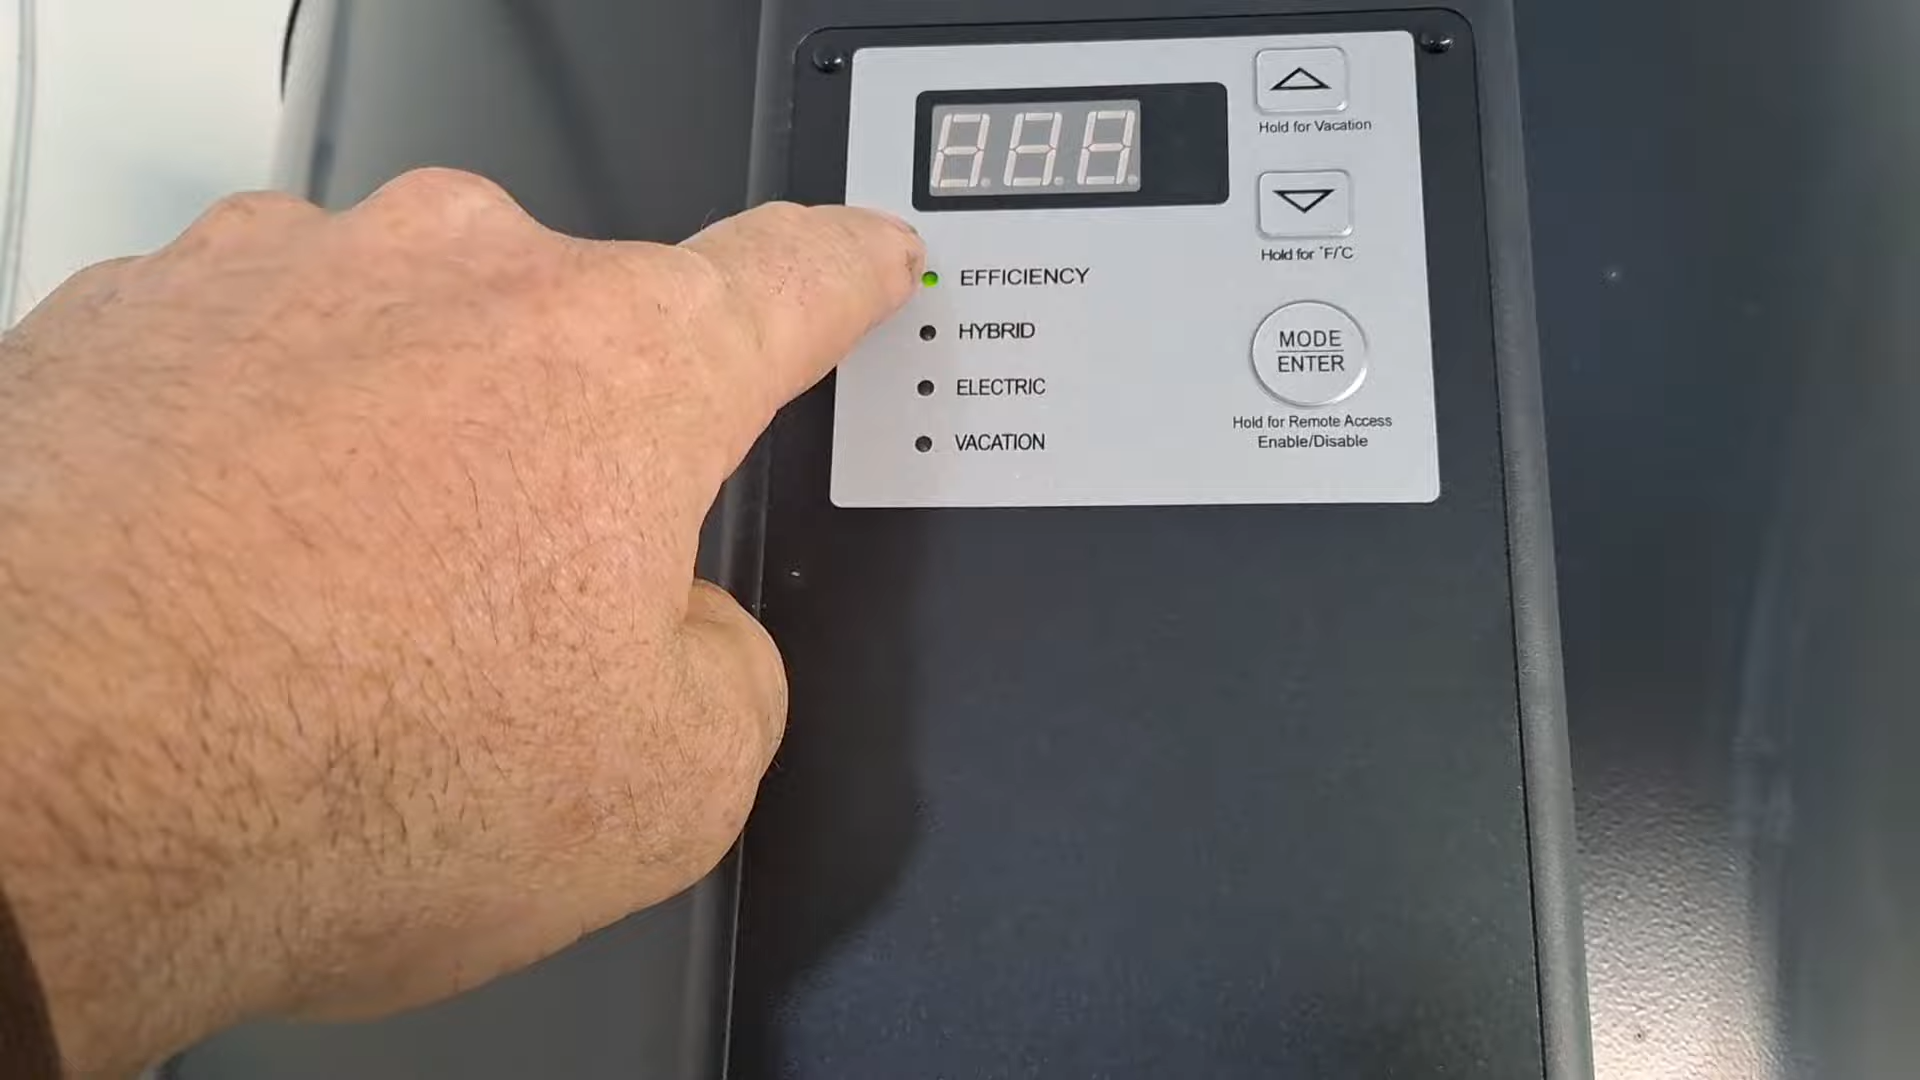 Hold for Vacation
Hold for °F/°C
EFFICIENCY
HYBRID
ELECTRIC
VACATION
MODE
ENTER
Hold for Remote Access
Enable/Disable